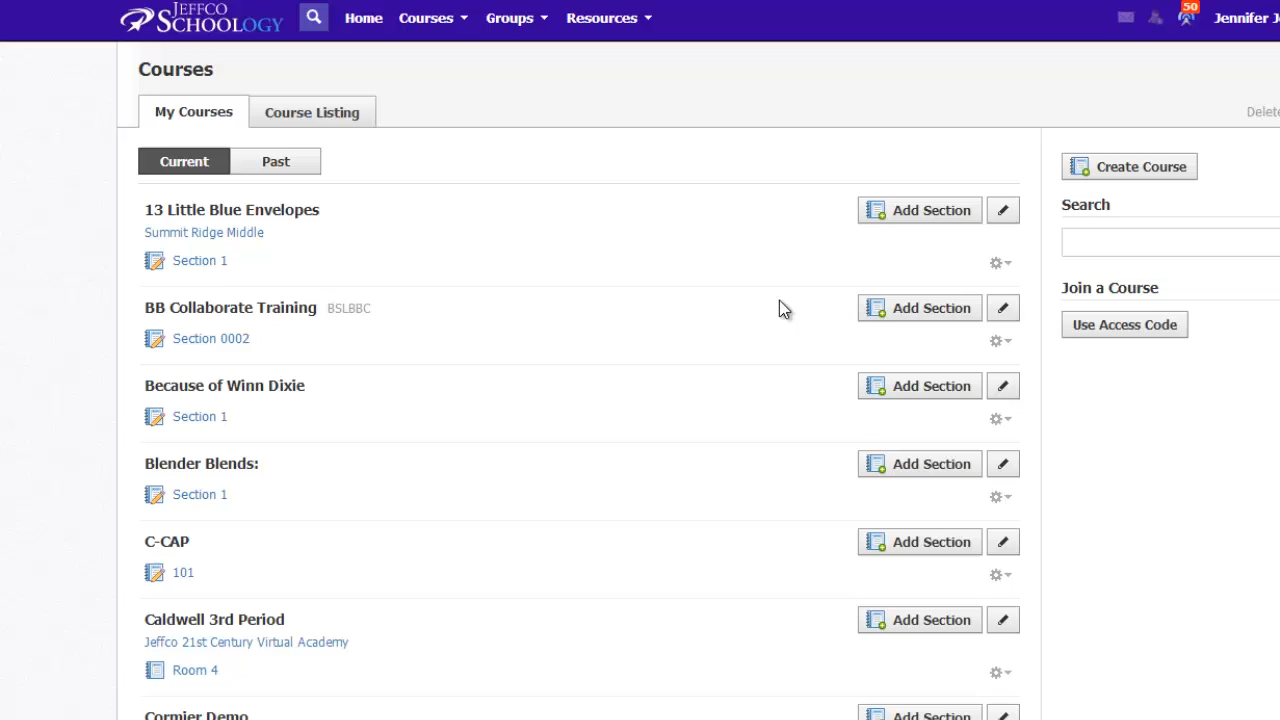 JEFFCO
SCHOOLOGY
Home
Courses
Groups
Resources
50
Jennifer
Courses
My Courses
Course Listing
Delete
Current
Past
Create Course
13 Little Blue Envelopes
Add Section
Summit Ridge Middle
Search
Section 1
Join a Course
BB Collaborate Training BSLBBC
Add Section
Use Access Code
Section 0002
Because of Winn Dixie
Add Section
Section 1
Blender Blends:
Add Section
Section 1
C-CAP
Add Section
101
Caldwell 3rd Period
Add Section
Jeffco 21st Century Virtual Academy
Room 4
Cormier Demo
Add Section